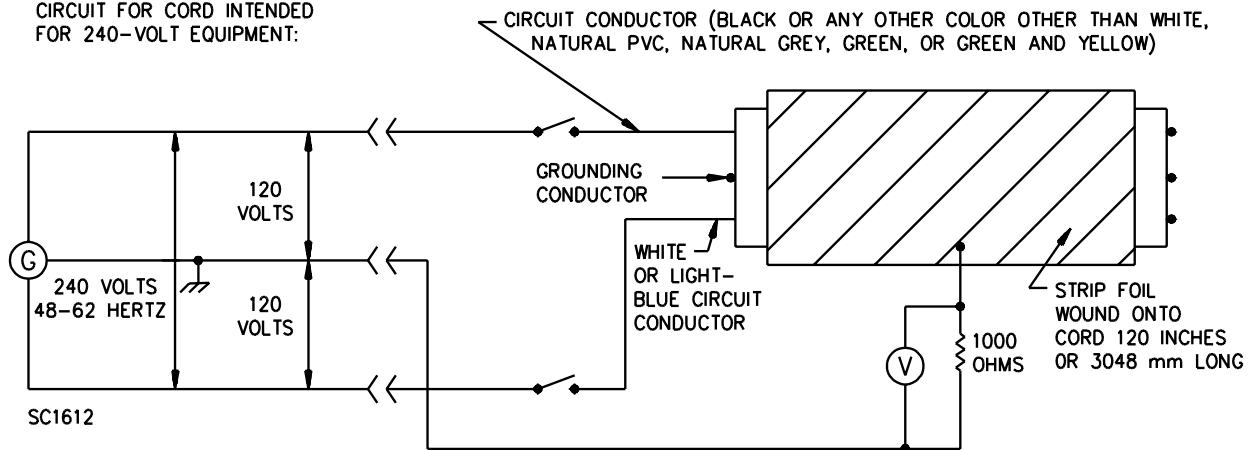 CIRCUIT FOR CORD INTENDED
FOR 240-VOLT EQUIPMENT:
CIRCUIT CONDUCTOR (BLACK OR ANY OTHER COLOR OTHER THAN WHITE,
NATURAL PVC, NATURAL GREY, GREEN, OR GREEN AND YELLOW)
GROUNDING
CONDUCTOR
120
VOLTS
G
240 VOLTS
48-62 HERTZ
120
VOLTS
WHITE
OR LIGHT-
BLUE CIRCUIT
CONDUCTOR
V
1000
OHMS
STRIP FOIL
WOUND ONTO
CORD 120 INCHES
OR 3048 mm LONG
SC1612